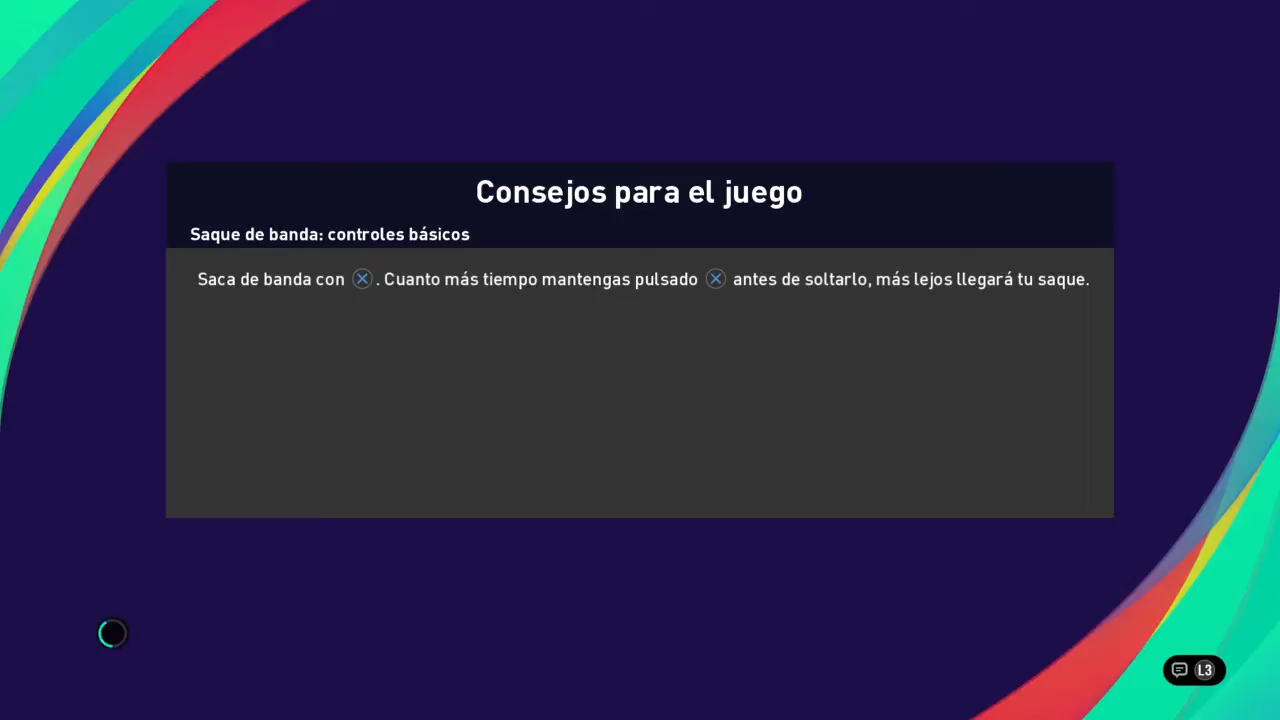 Consejos para el juego
Saque de banda: controles básicos
Saca de banda con ⓧ. Cuanto más tiempo mantengas pulsado ⓧ antes de soltarlo, más lejos llegará tu saque.
L3